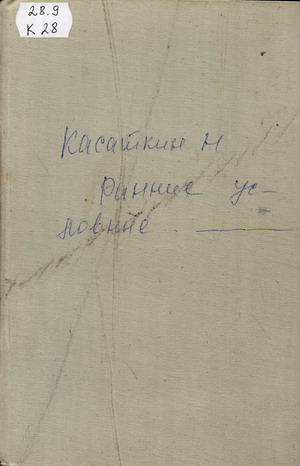 28.9
К 28
Касаткин Н
Ранние ус-
ловные